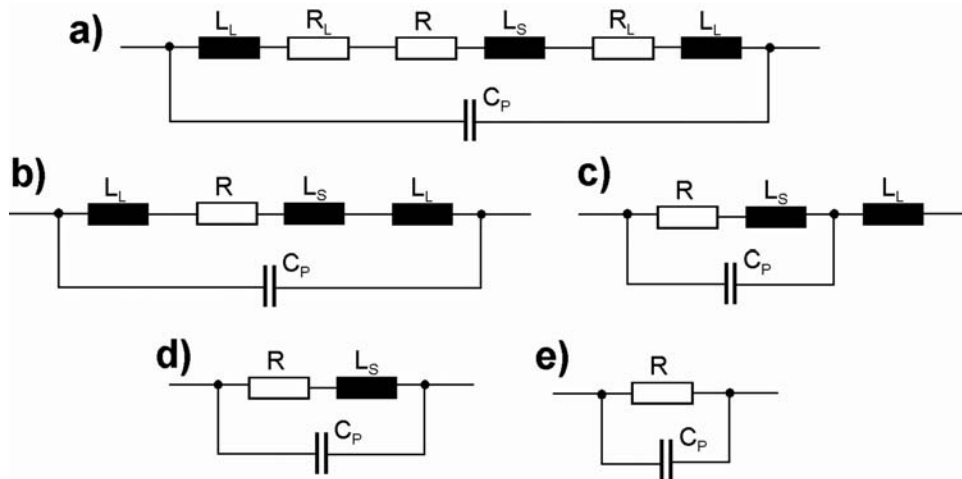 a) L_L R_L R L_S R_L L_L
C_P
b) L_L R L_S L_L
C_P
c) R L_S L_L
C_P
d) R L_S
C_P
e) R
C_P